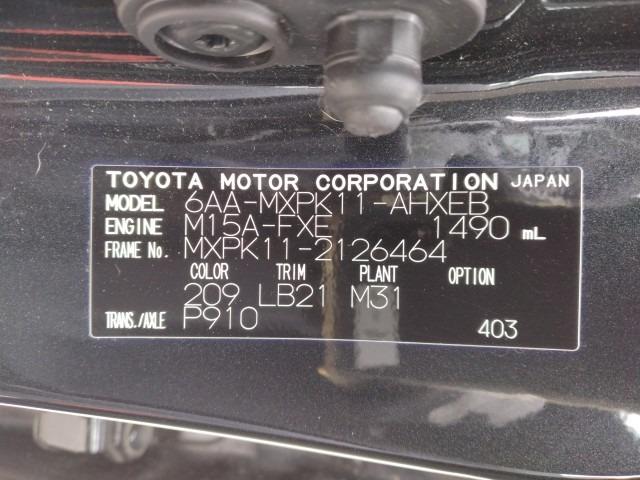 TOYOTA MOTOR CORPORATION JAPAN
MODEL 6AA-MXPK11-AHXEB
ENGINE M15A-FXE 1490 mL
FRAME No. MXPK11-2126464
COLOR TRIM PLANT OPTION
209 LB21 M31
TRANS./AXLE P910 403